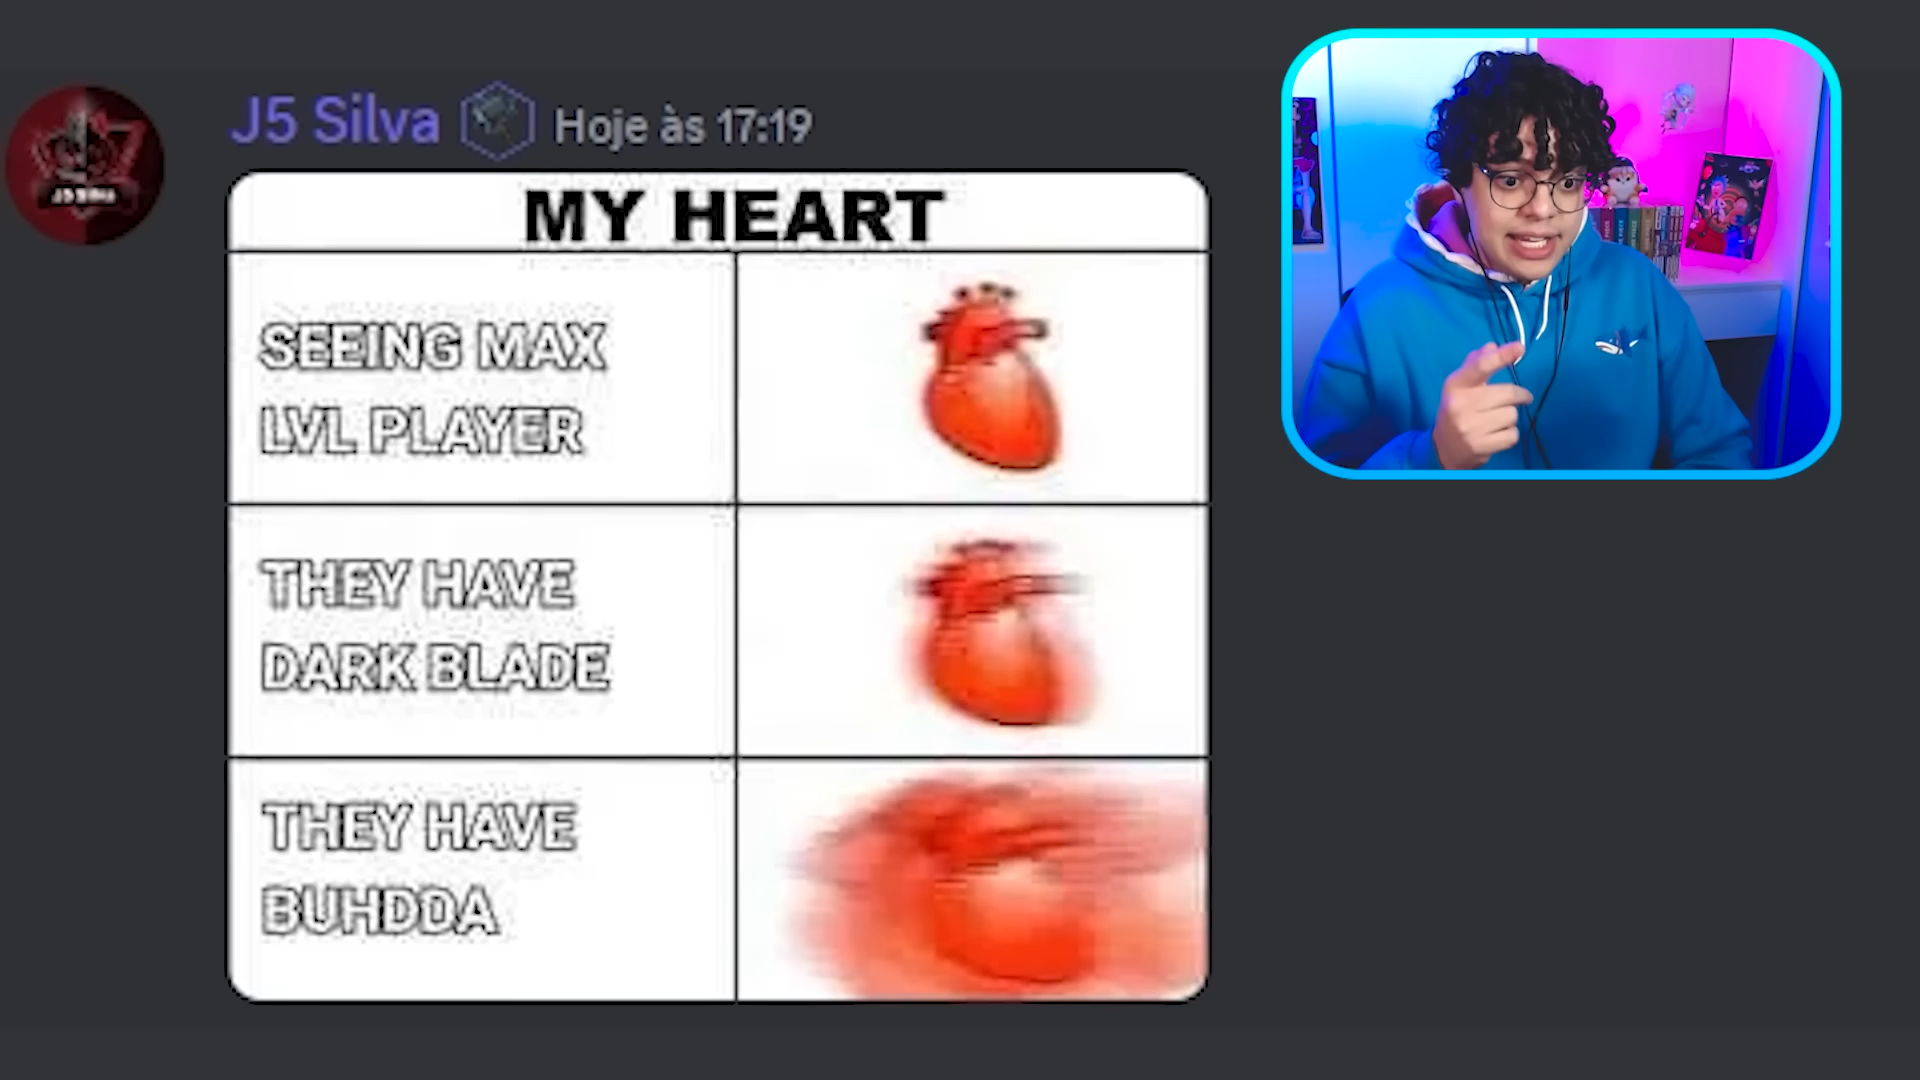 J5 Silva Hoje às 17:19
MY HEART
SEEING MAX
LVL PLAYER
THEY HAVE
DARK BLADE
THEY HAVE
BUHDDA